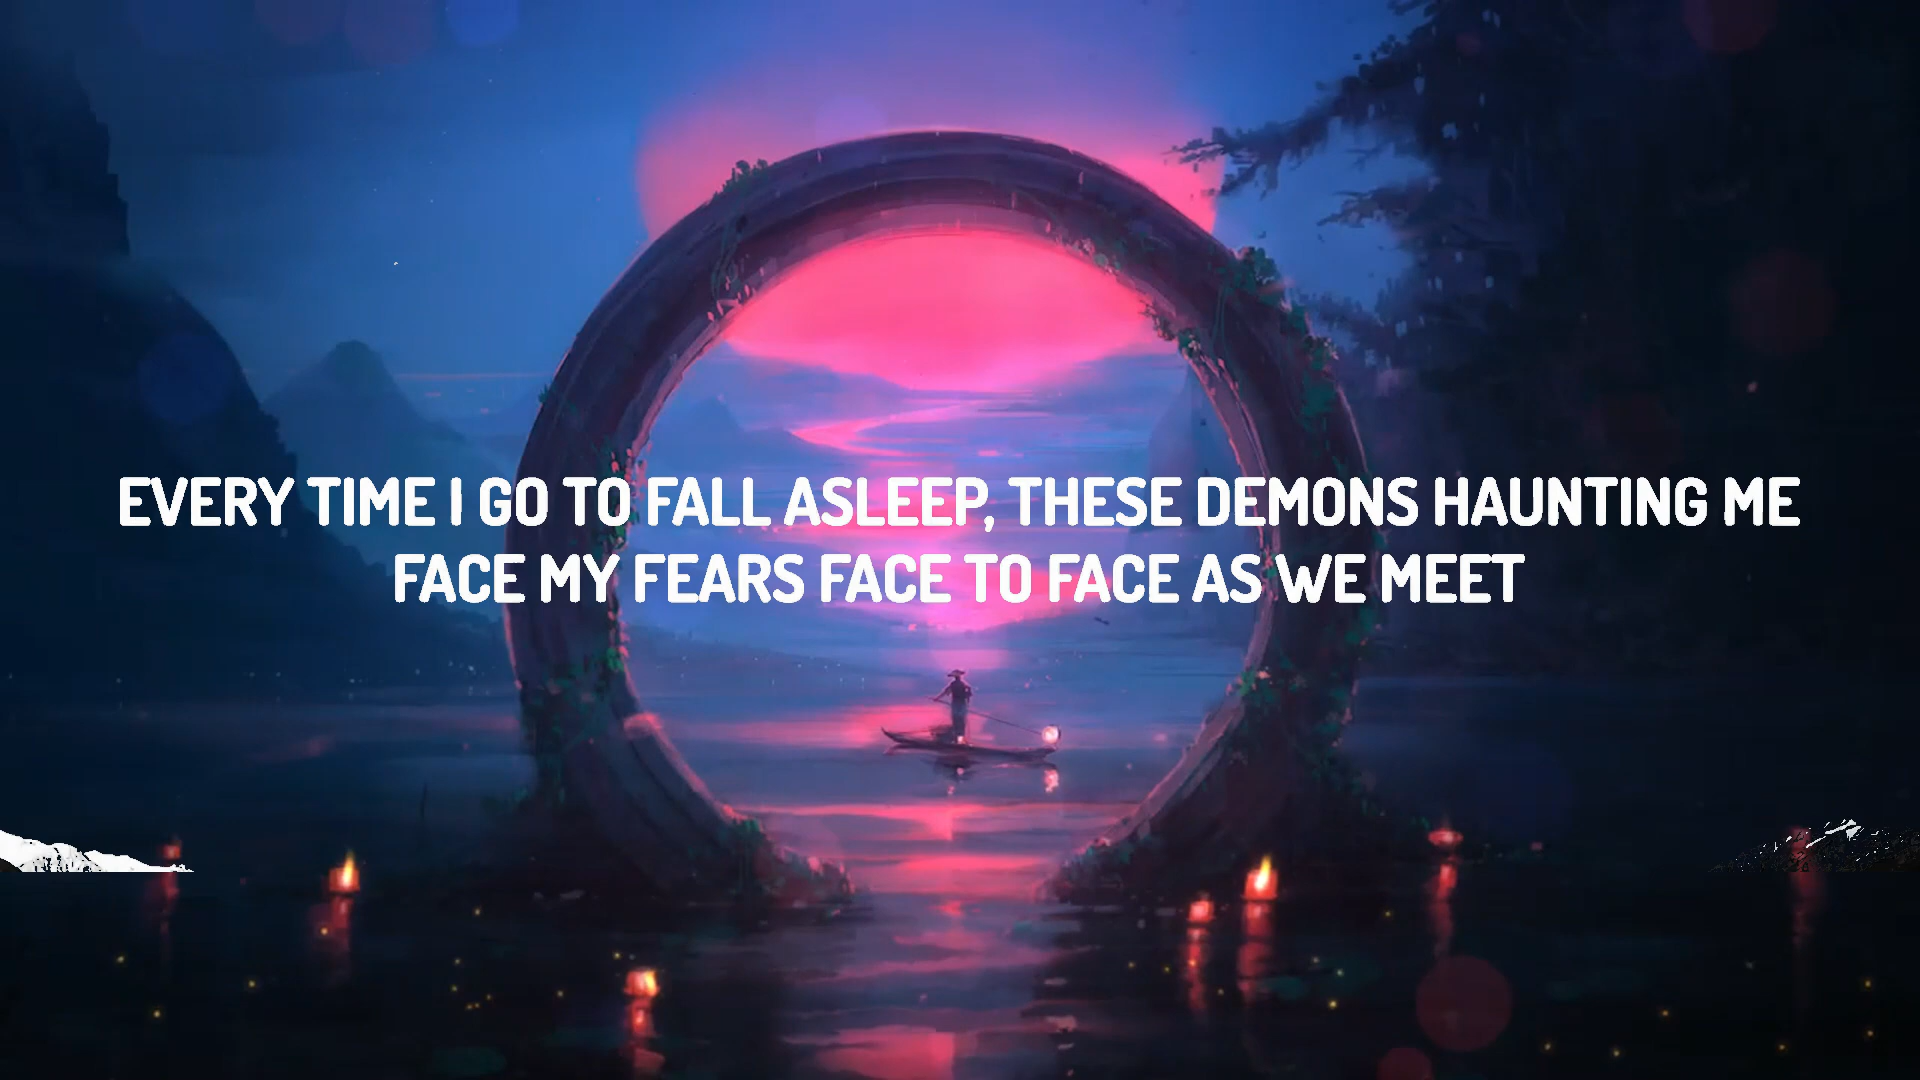 EVERY TIME I GO TO FALL ASLEEP, THESE DEMONS HAUNTING ME
FACE MY FEARS FACE TO FACE AS WE MEET